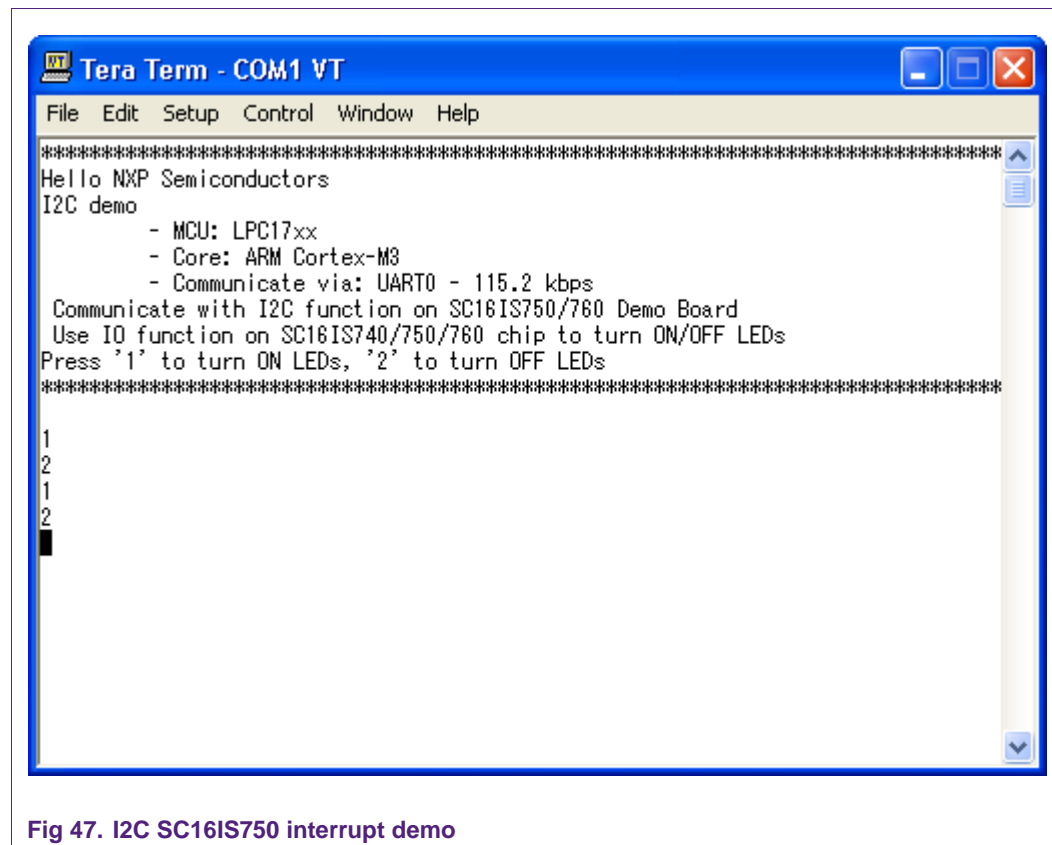 Tera Term - COM1 VT
File Edit Setup Control Window Help
********************************************************************************
Hello NXP Semiconductors
I2C demo
- MCU: LPC17xx
- Core: ARM Cortex-M3
- Communicate via: UART0 - 115.2 kbps
Communicate with I2C function on SC16IS750/760 Demo Board
Use IO function on SC16IS740/750/760 chip to turn ON/OFF LEDs
Press '1' to turn ON LEDs, '2' to turn OFF LEDs
********************************************************************************
1
2
1
2
Fig 47. I2C SC16IS750 interrupt demo